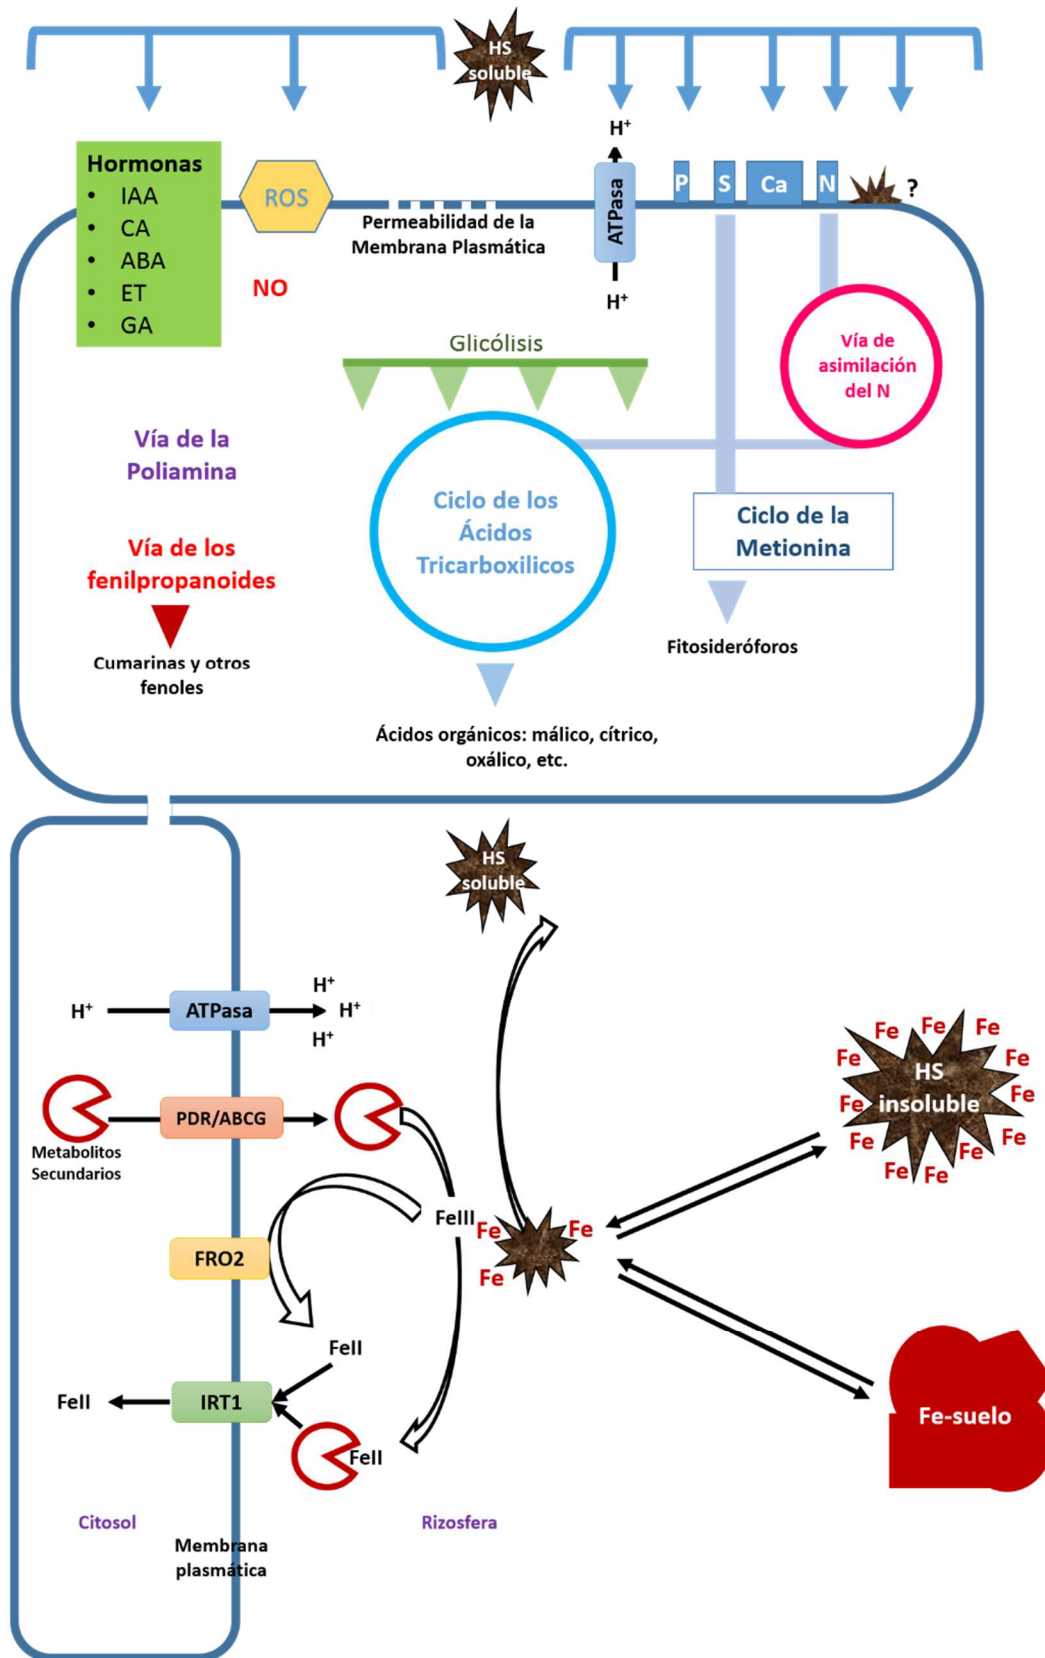 HS
soluble
H+
Hormonas
• IAA
• CA
• ABA
• ET
• GA
ROS
NO
Permeabilidad de la
Membrana Plasmática
ATPasa
H+
P
S
Ca
N
?
Glicólisis
Vía de
asimilación
del N
Vía de la
Poliamina
Vía de los
fenilpropanoides
Cumarinas y otros
fenoles
Ciclo de los
Ácidos
Tricarboxilicos
Ácidos orgánicos: málico, cítrico,
oxálico, etc.
Ciclo de la
Metionina
Fitosideróforos
HS
soluble
H+
ATPasa
H+
H+
H+
Metabolitos
Secundarios
PDR/ABCG
FeIII
Fe
Fe
Fe
FRO2
FeII
FeII
IRT1
FeII
Fe
Fe
Fe
Fe
Fe
Fe
Fe
Fe
Fe
Fe
Fe
Fe
HS
insoluble
Fe-suelo
Citosol
Membrana
plasmática
Rizosfera